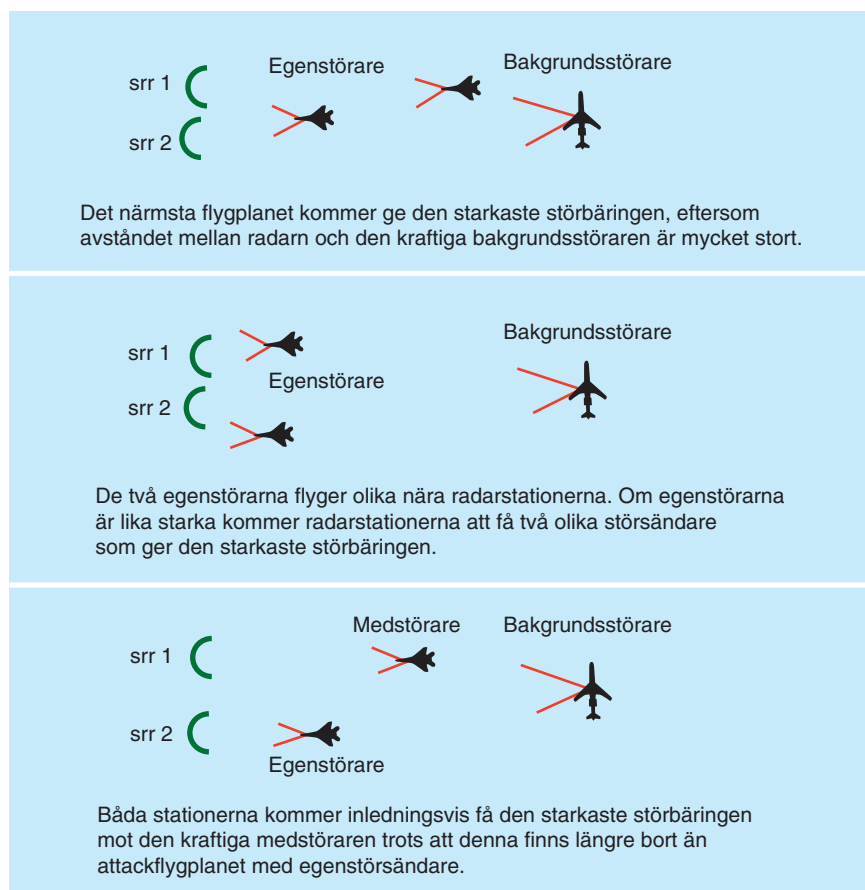 Egenstörare
Bakgrundsstörare
srr 1
srr 2
Det närmsta flygplanet kommer ge den starkaste störbäringen, eftersom
avståndet mellan radarn och den kraftiga bakgrundsstöraren är mycket stort.
Bakgrundsstörare
srr 1
Egenstörare
srr 2
De två egenstörarna flyger olika nära radarstationerna. Om egenstörarna
är lika starka kommer radarstationerna att få två olika störsändare
som ger den starkaste störbäringen.
Medstörare
Bakgrundsstörare
srr 1
srr 2
Egenstörare
Båda stationerna kommer inledningsvis få den starkaste störbäringen
mot den kraftiga medstöraren trots att denna finns längre bort än
attackflygplanet med egenstörsändare.